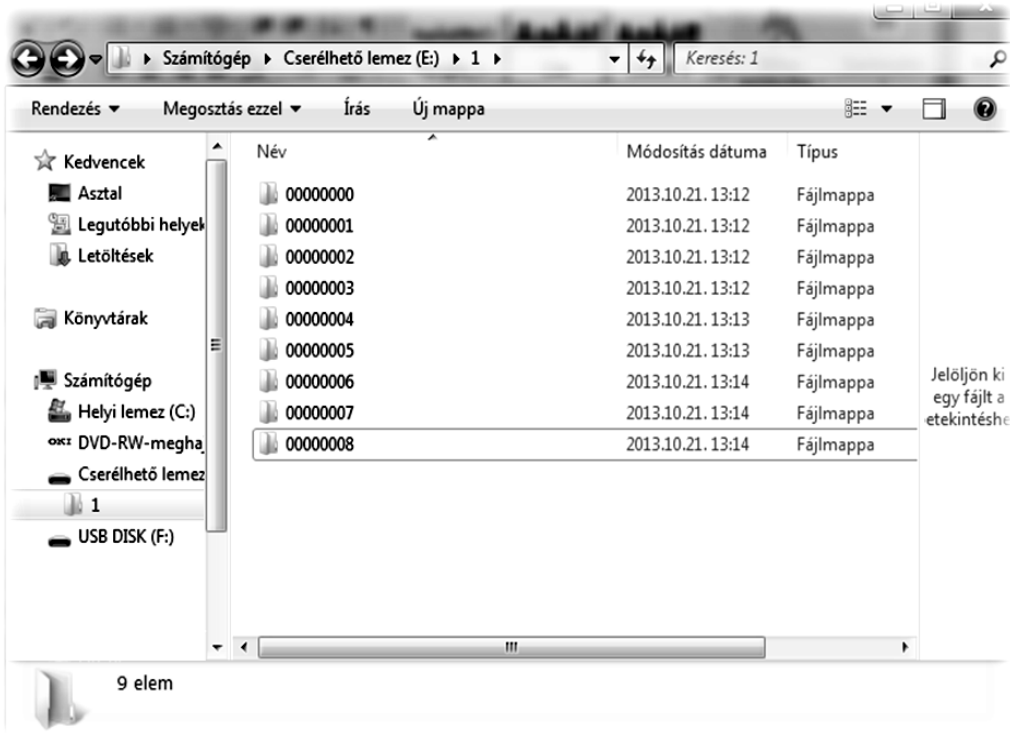 Számítógép ▸ Cserélhető lemez (E:) ▸ 1 ▸
Keresés: 1
Rendezés Megosztás ezzel Írás Új mappa
Kedvencek
Asztal
Legutóbbi helyek
Letöltések
Könyvtárak
Számítógép
Helyi lemez (C:)
DVD-RW-megha
Cserélhető lemez
1
USB DISK (F:)
Név Módosítás dátuma Típus
00000000 2013.10.21. 13:12 Fájlmappa
00000001 2013.10.21. 13:12 Fájlmappa
00000002 2013.10.21. 13:12 Fájlmappa
00000003 2013.10.21. 13:12 Fájlmappa
00000004 2013.10.21. 13:13 Fájlmappa
00000005 2013.10.21. 13:13 Fájlmappa
00000006 2013.10.21. 13:14 Fájlmappa
00000007 2013.10.21. 13:14 Fájlmappa
00000008 2013.10.21. 13:14 Fájlmappa
Jelöljön ki
egy fájlt a
etekintéshe
9 elem